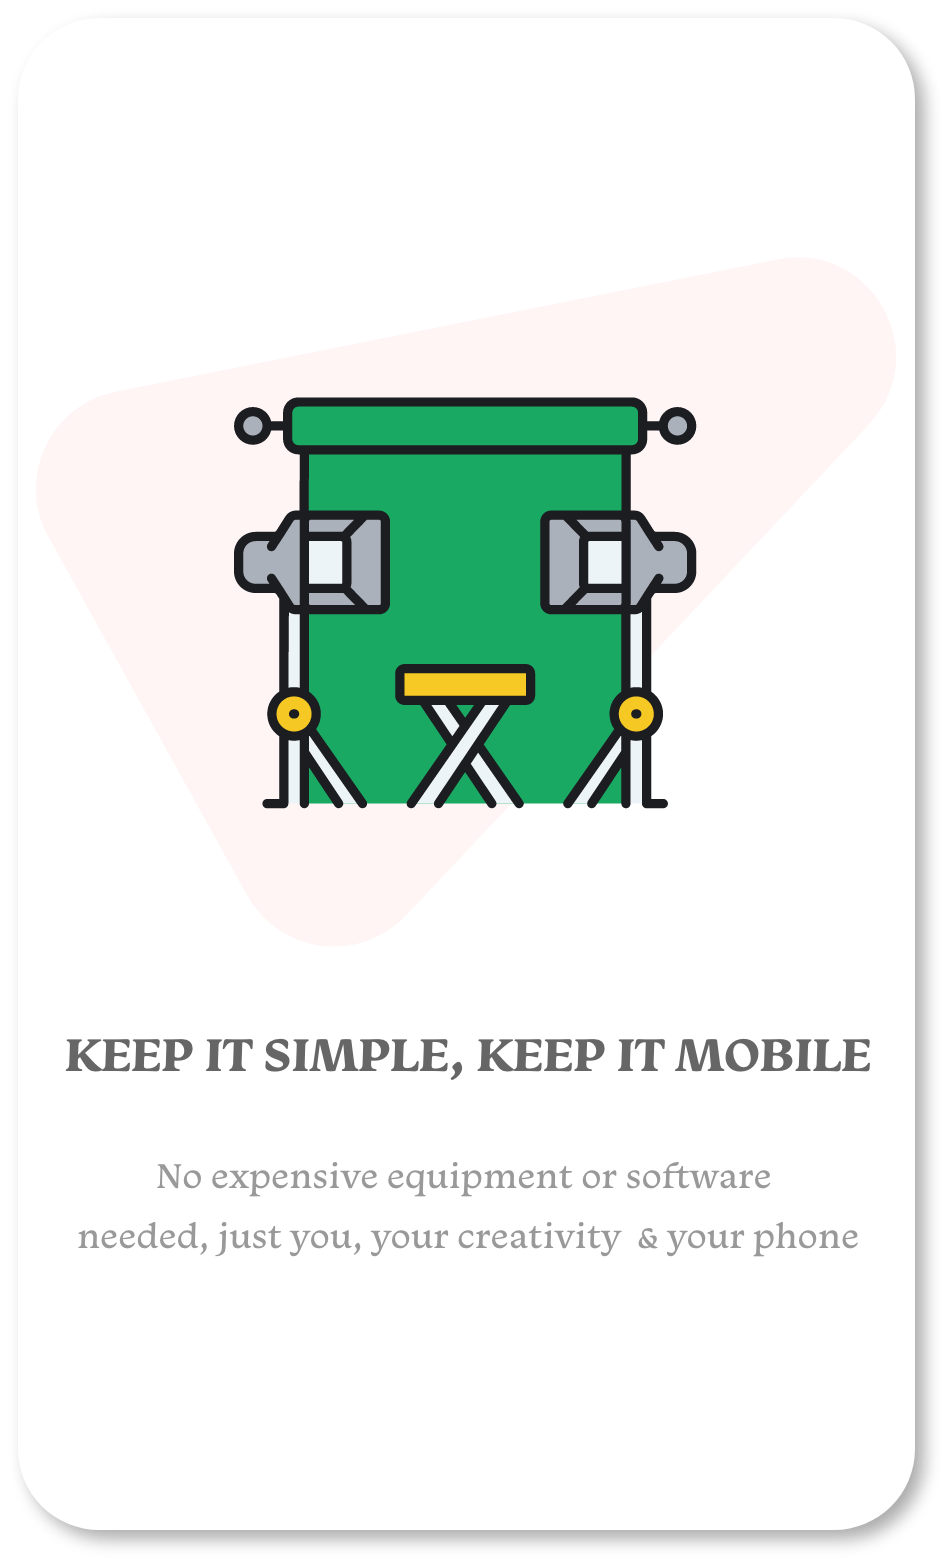 KEEP IT SIMPLE, KEEP IT MOBILE
No expensive equipment or software
needed, just you, your creativity & your phone